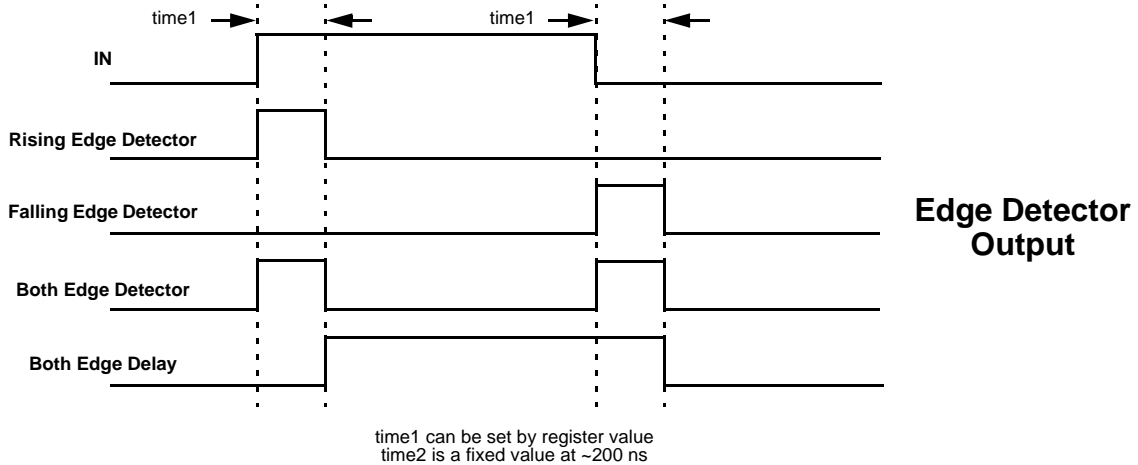 time1
time1
IN
Rising Edge Detector
Falling Edge Detector
Edge Detector
Output
Both Edge Detector
Both Edge Delay
time1 can be set by register value
time2 is a fixed value at ~200 ns